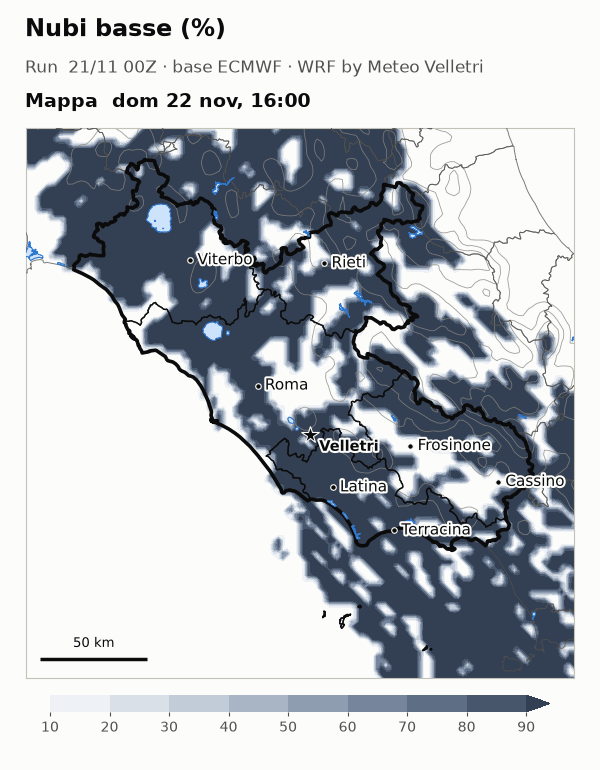 Nubi basse (%)
Run  21/11 00Z · base ECMWF · WRF by Meteo Velletri
Mappa  dom 22 nov, 16:00
Viterbo
Rieti
Roma
Velletri
Frosinone
Latina
Cassino
Terracina
50 km
10 20 30 40 50 60 70 80 90